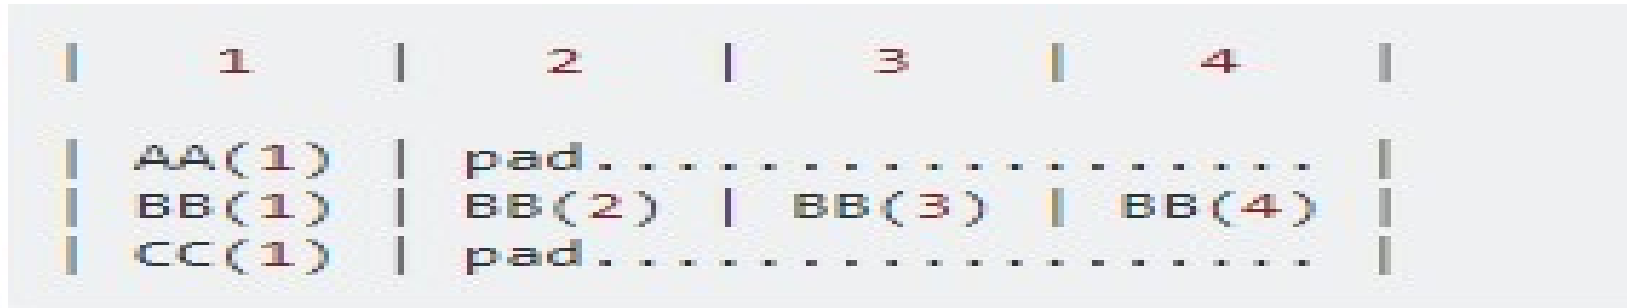 |   1   |   2   |   3   |   4   |
| AA(1) | pad.................. |
| BB(1) | BB(2) | BB(3) | BB(4) |
| CC(1) | pad.................. |